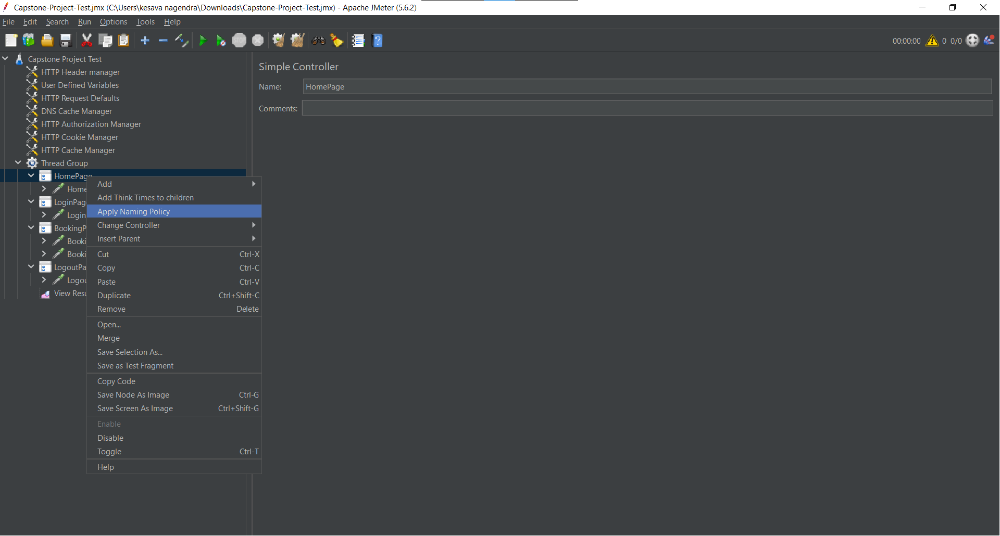 Capstone-Project-Test.jmx (C:\Users\kesava nagendra\Downloads\Capstone-Project-Test.jmx) - Apache JMeter (5.6.2)
File Edit Search Run Options Tools Help
STOP 00:00:00 0 0/0
Capstone Project Test
HTTP Header manager
User Defined Variables
HTTP Request Defaults
DNS Cache Manager
HTTP Authorization Manager
HTTP Cookie Manager
HTTP Cache Manager
Thread Group
HomePage
Home
LoginPag
Login
BookingP
Booki
Booki
LogoutPa
Logou
View Resu
Add
Add Think Times to children
Apply Naming Policy
Change Controller
Insert Parent
Cut Ctrl-X
Copy Ctrl-C
Paste Ctrl-V
Duplicate Ctrl+Shift-C
Remove Delete
Open...
Merge
Save Selection As...
Save as Test Fragment
Copy Code
Save Node As Image Ctrl-G
Save Screen As Image Ctrl+Shift-G
Enable
Disable
Toggle Ctrl-T
Help
Simple Controller
Name: HomePage
Comments: